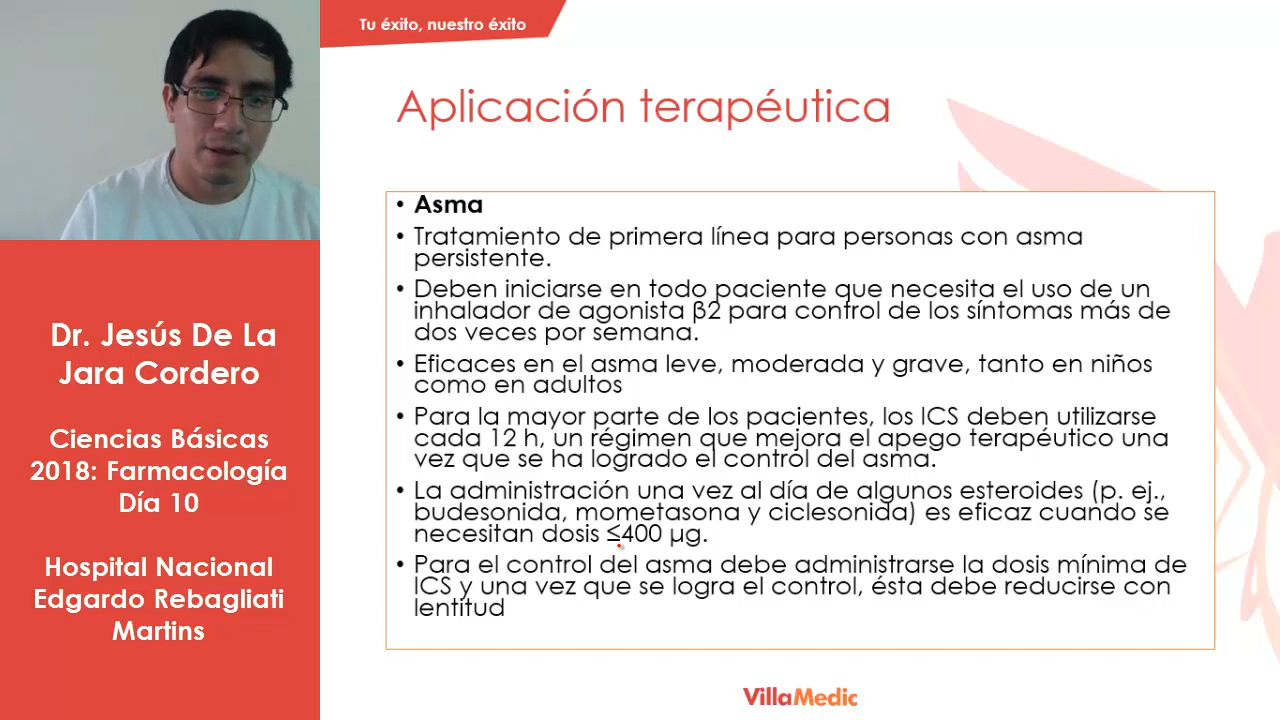 Tu éxito, nuestro éxito
Aplicación terapéutica
• Asma
• Tratamiento de primera línea para personas con asma
persistente.
• Deben iniciarse en todo paciente que necesita el uso de un
inhalador de agonista β2 para control de los síntomas más de
dos veces por semana.
• Eficaces en el asma leve, moderada y grave, tanto en niños
como en adultos
• Para la mayor parte de los pacientes, los ICS deben utilizarse
cada 12 h, un régimen que mejora el apego terapéutico una
vez que se ha logrado el control del asma.
• La administración una vez al día de algunos esteroides (p. ej.,
budesonida, mometasona y ciclesonida) es eficaz cuando se
necesitan dosis ≤400 μg.
• Para el control del asma debe administrarse la dosis mínima de
ICS y una vez que se logra el control, ésta debe reducirse con
lentitud
Dr. Jesús De La
Jara Cordero
Ciencias Básicas
2018: Farmacología
Día 10
Hospital Nacional
Edgardo Rebagliati
Martins
VillaMedic